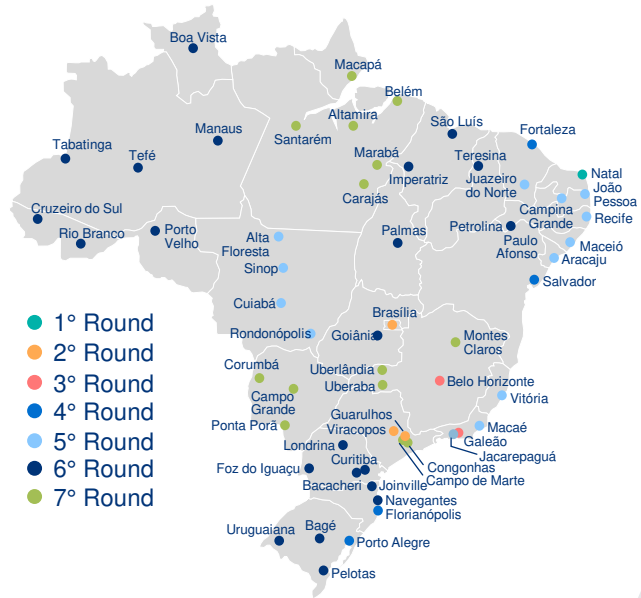 Boa Vista
Macapá
Belém
Altamira
Santarém
São Luís
Fortaleza
Manaus
Tabatinga
Tefé
Marabá
Carajás
Imperatriz
Teresina
Juazeiro
do Norte
Natal
João
Pessoa
Campina
Grande
Recife
Cruzeiro do Sul
Rio Branco
Porto
Velho
Alta
Floresta
Sinop
Palmas
Petrolina
Paulo
Afonso
Maceió
Aracaju
Salvador
Cuiabá
Rondonópolis
Brasília
Goiânia
Montes
Claros
1° Round
2° Round
3° Round
4° Round
5° Round
6° Round
7° Round
Corumbá
Campo
Grande
Ponta Porã
Uberlândia
Uberaba
Belo Horizonte
Vitória
Guarulhos
Viracopos
Macaé
Galeão
Jacarepaguá
Congonhas
Campo de Marte
Londrina
Foz do Iguaçu
Curitiba
Bacacheri
Joinville
Navegantes
Florianópolis
Uruguaiana
Bagé
Porto Alegre
Pelotas